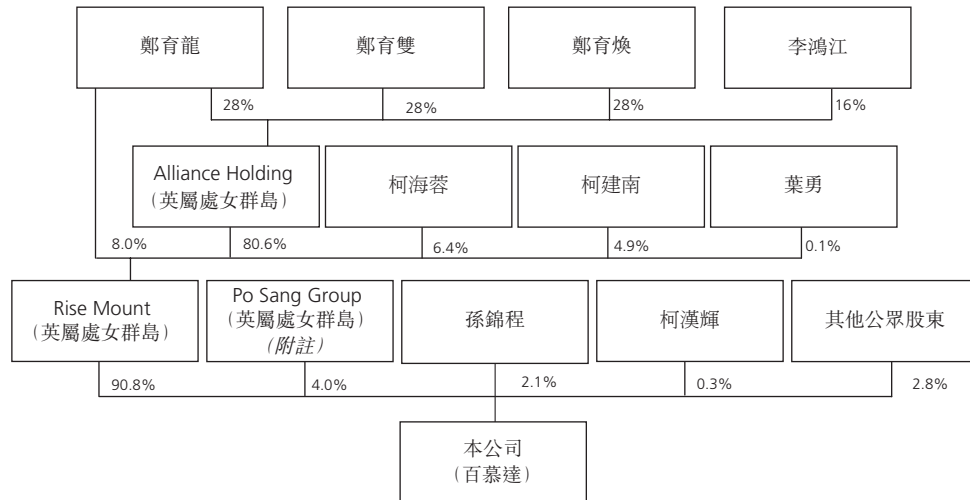 鄭育龍
鄭育雙
鄭育煥
李鴻江
28%
28%
28%
16%
Alliance Holding
(英屬處女群島)
柯海蓉
柯建南
葉勇
8.0%
80.6%
6.4%
4.9%
0.1%
Rise Mount
(英屬處女群島)
Po Sang Group
(英屬處女群島)
(附註)
孫錦程
柯漢輝
其他公眾股東
90.8%
4.0%
2.1%
0.3%
2.8%
本公司
(百慕達)